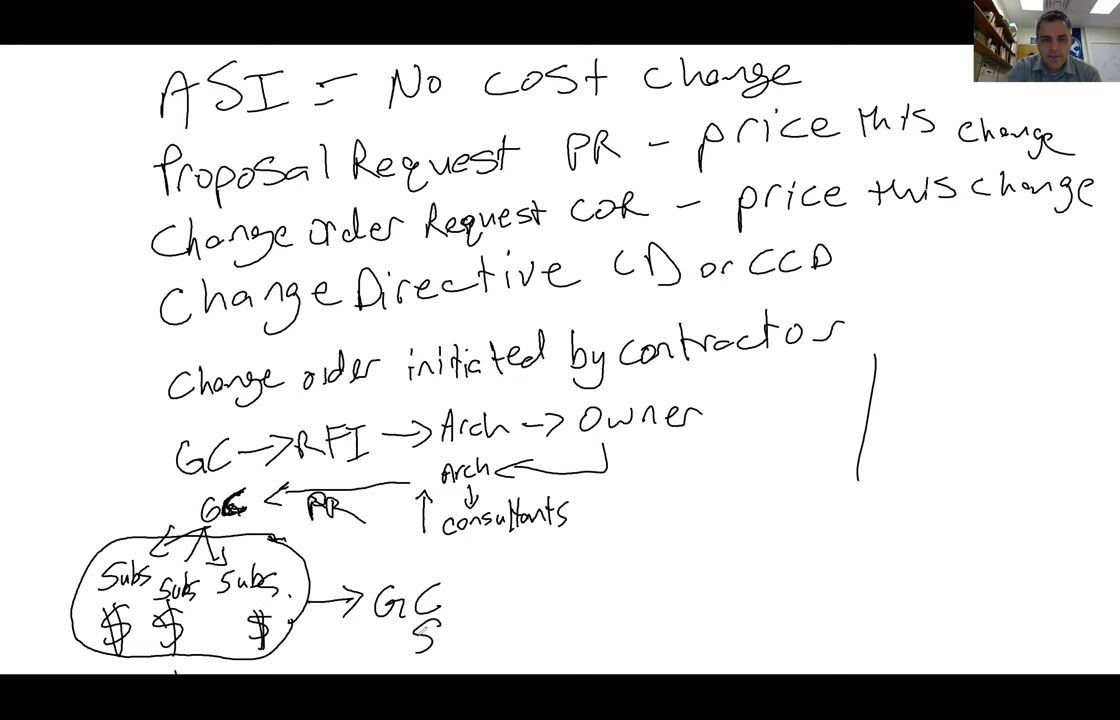 ASI = No cost change
Proposal Request PR - price this change
Change order Request COR - price this change
Change Directive CD or CCD
Change order initiated by contractor
GC → RFI → Arch → Owner
Arch
GC ← PR
consultants
Subs Sub Subs.
$ $ $
→ GC
S